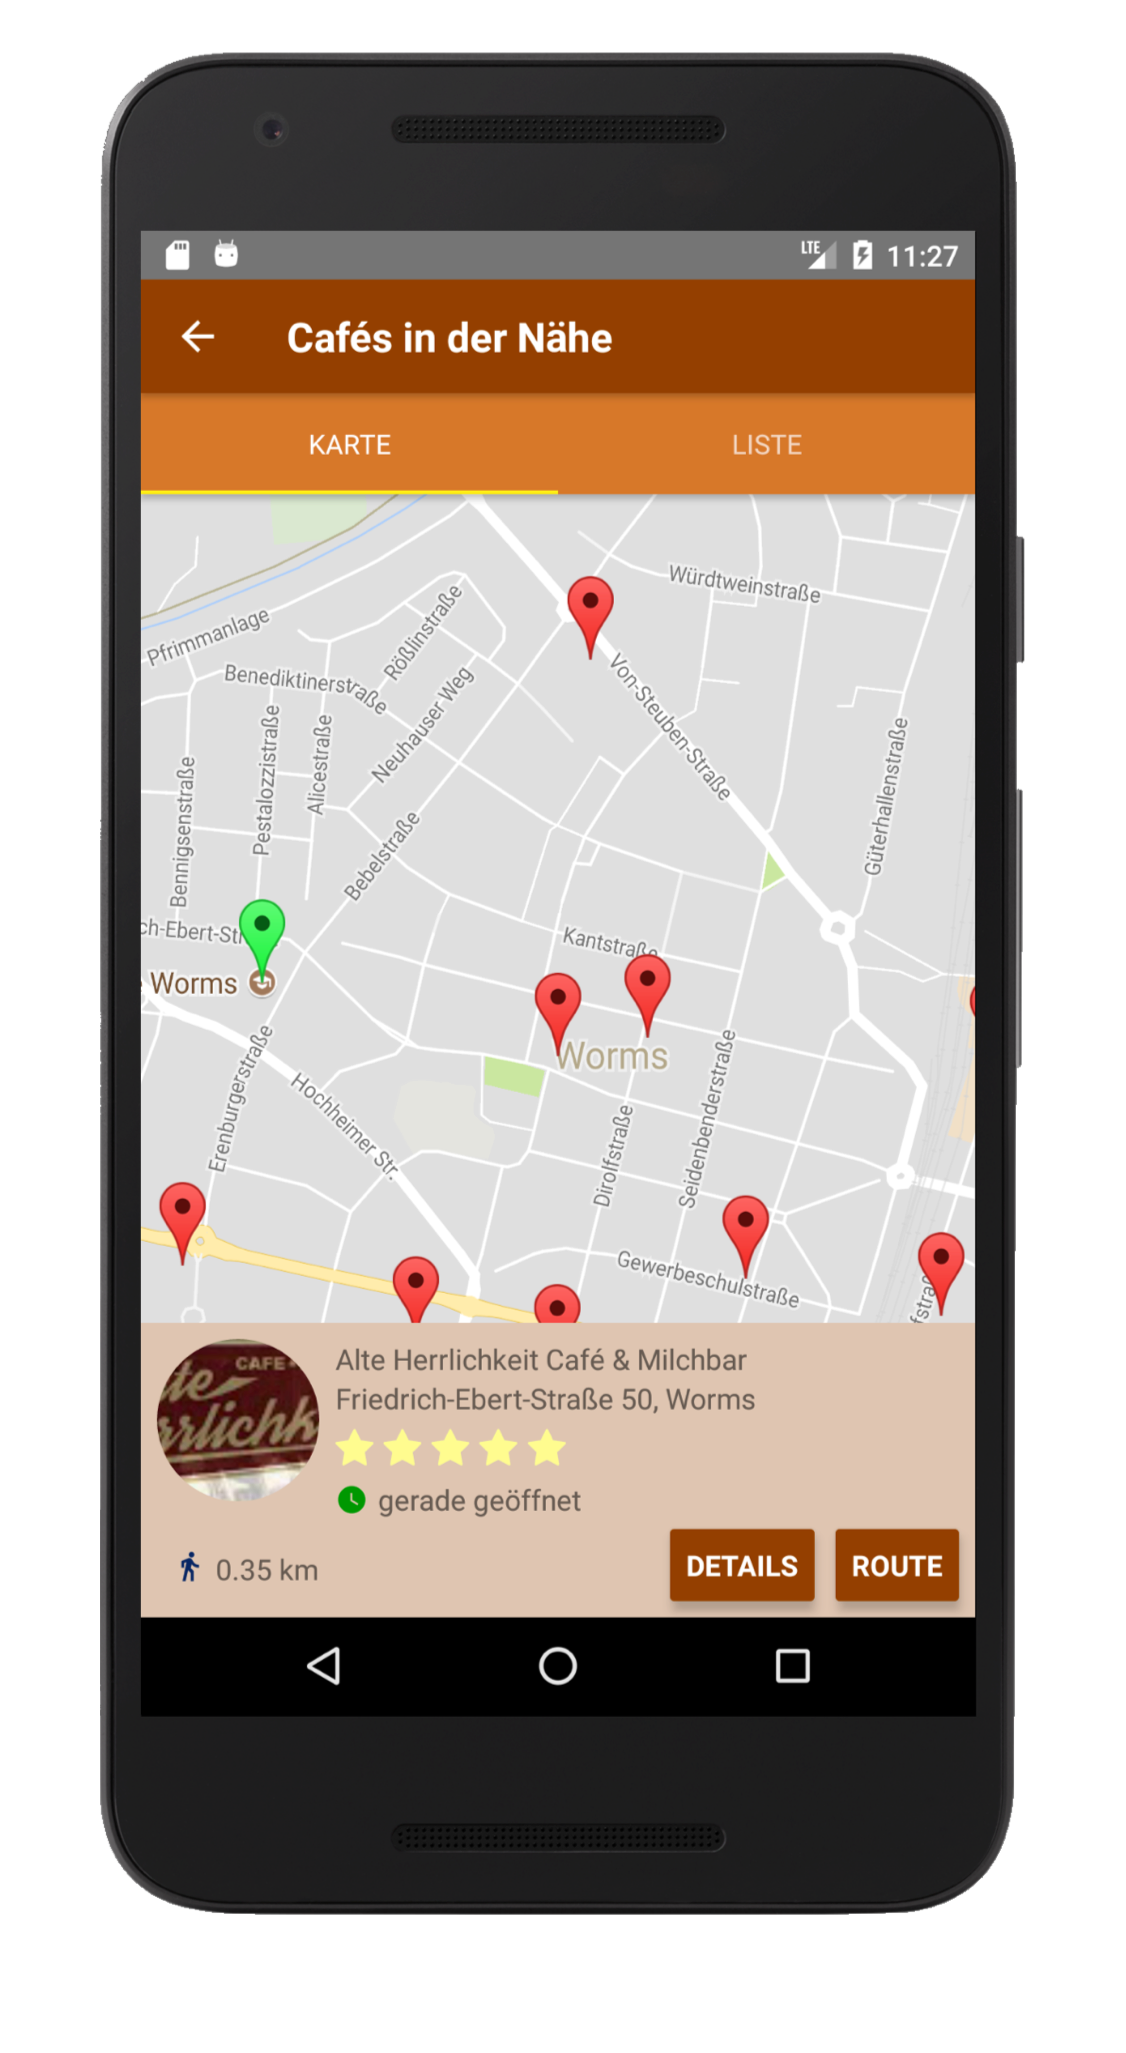 LTE 11:27
Cafés in der Nähe
KARTE LISTE
Würdtweinstraße
Pfrimmanlage
Rößlinstraße
Benediktinerstraße
Von-Steuben-Straße
Neuhauser Weg
Pestalozzistraße
Alicestraße
Güterhallenstraße
Bennigsenstraße
Bebelstraße
ch-Ebert-St
Kantstraße
Worms
Worms
Erenburgerstraße
Hochheimer Str.
Seidenbenderstraße
Dirolfstraße
Gewerbeschulstraße
fstraß
CAFE
te
rrlichk
Alte Herrlichkeit Café & Milchbar
Friedrich-Ebert-Straße 50, Worms
gerade geöffnet
0.35 km
DETAILS ROUTE